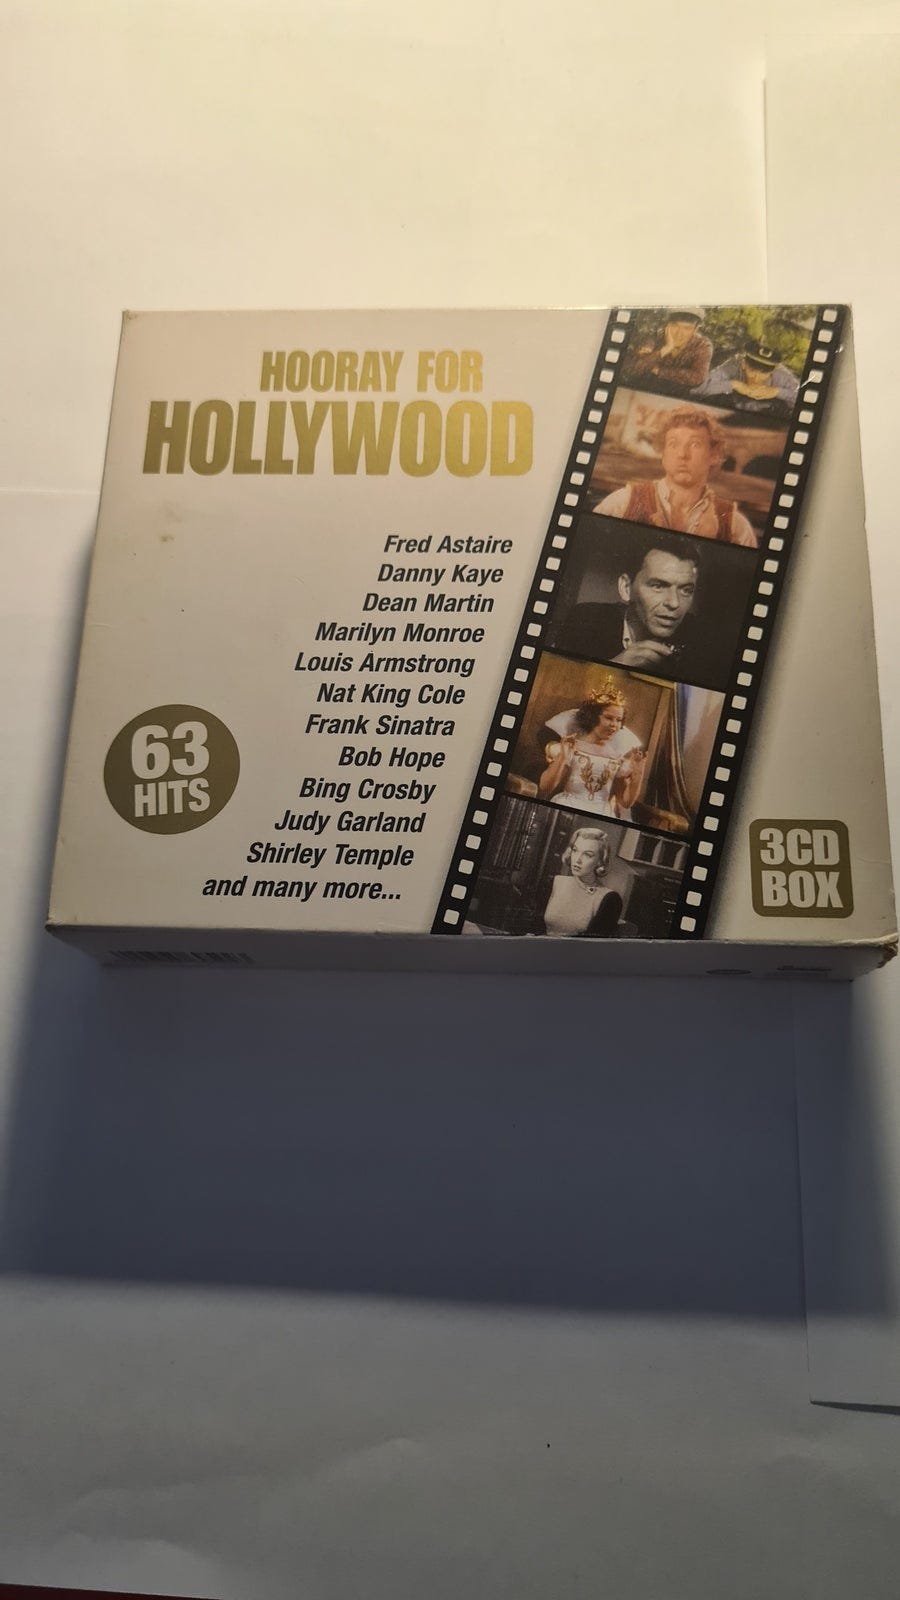 HOORAY FOR
HOLLYWOOD
Fred Astaire
Danny Kaye
Dean Martin
Marilyn Monroe
Louis Armstrong
Nat King Cole
Frank Sinatra
Bob Hope
Bing Crosby
Judy Garland
Shirley Temple
and many more...
63
HITS
3CD
BOX